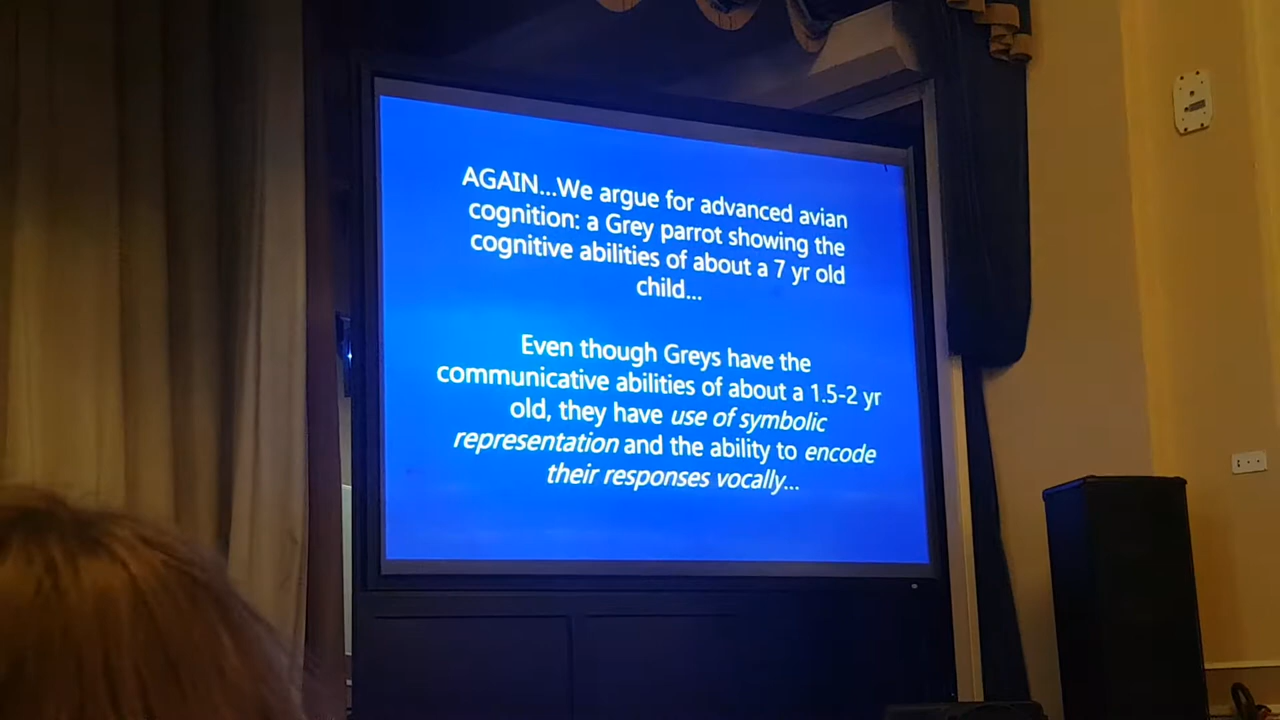 AGAIN...We argue for advanced avian
cognition: a Grey parrot showing the
cognitive abilities of about a 7 yr old
child...
Even though Greys have the
communicative abilities of about a 1.5-2 yr
old, they have use of symbolic
representation and the ability to encode
their responses vocally...